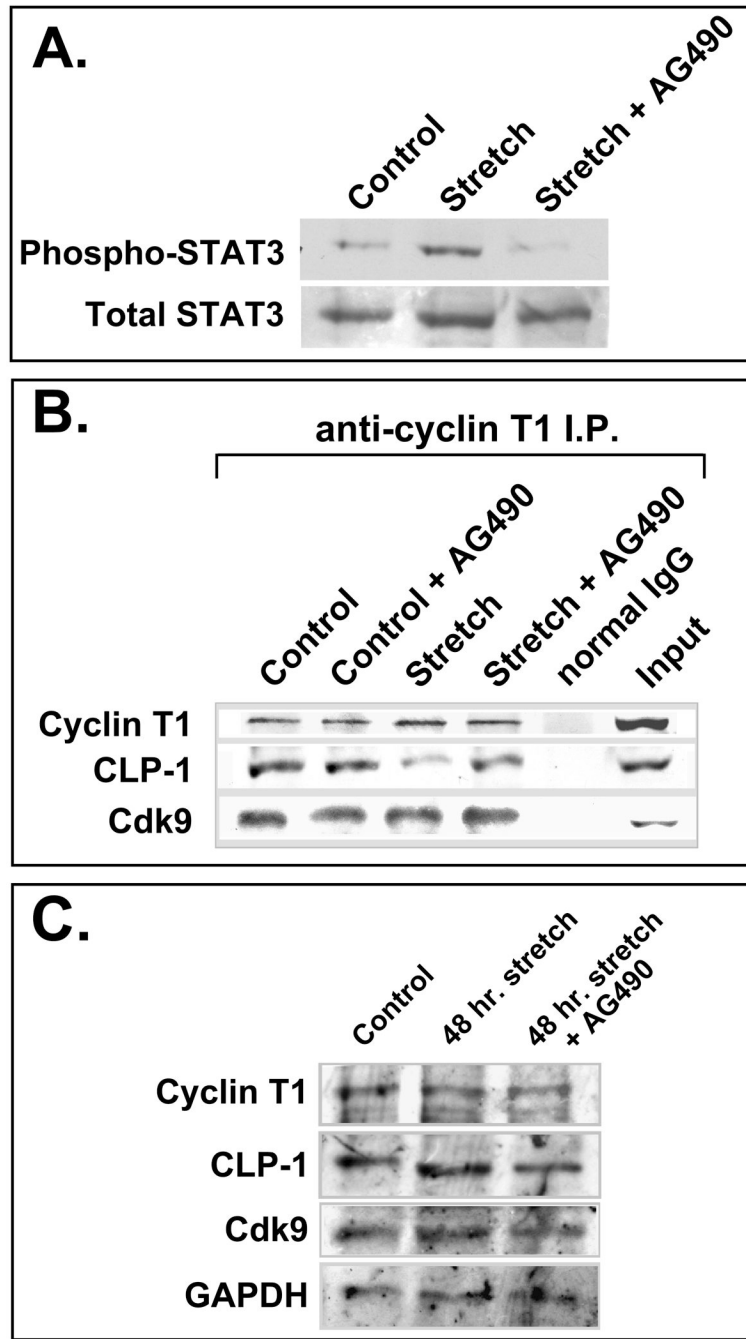 A.
Control
Stretch
Stretch + AG490
Phospho-STAT3
Total STAT3
B.
anti-cyclin T1 I.P.
Control
Control + AG490
Stretch
Stretch + AG490
normal IgG
Input
Cyclin T1
CLP-1
Cdk9
C.
Control
48 hr. stretch
48 hr. stretch
+ AG490
Cyclin T1
CLP-1
Cdk9
GAPDH